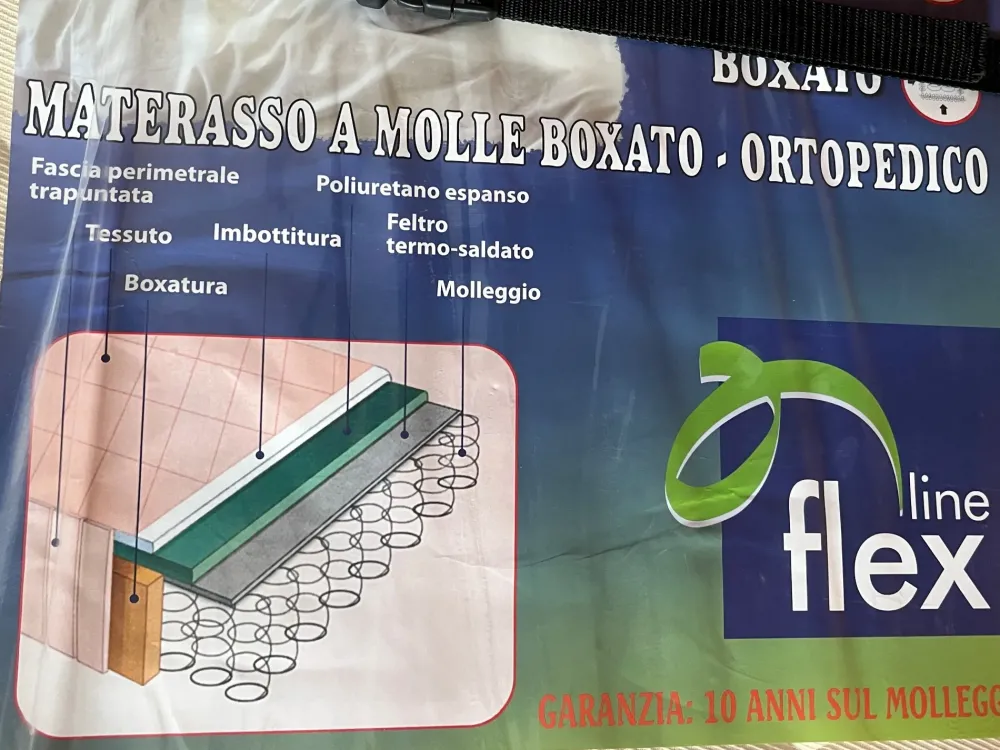 BOXATO
MATERASSO A MOLLE BOXATO - ORTOPEDICO
Fascia perimetrale
trapuntata
Poliuretano espanso
Tessuto
Imbottitura
Feltro
termo-saldato
Boxatura
Molleggio
line
flex
GARANZIA: 10 ANNI SUL MOLLEGG